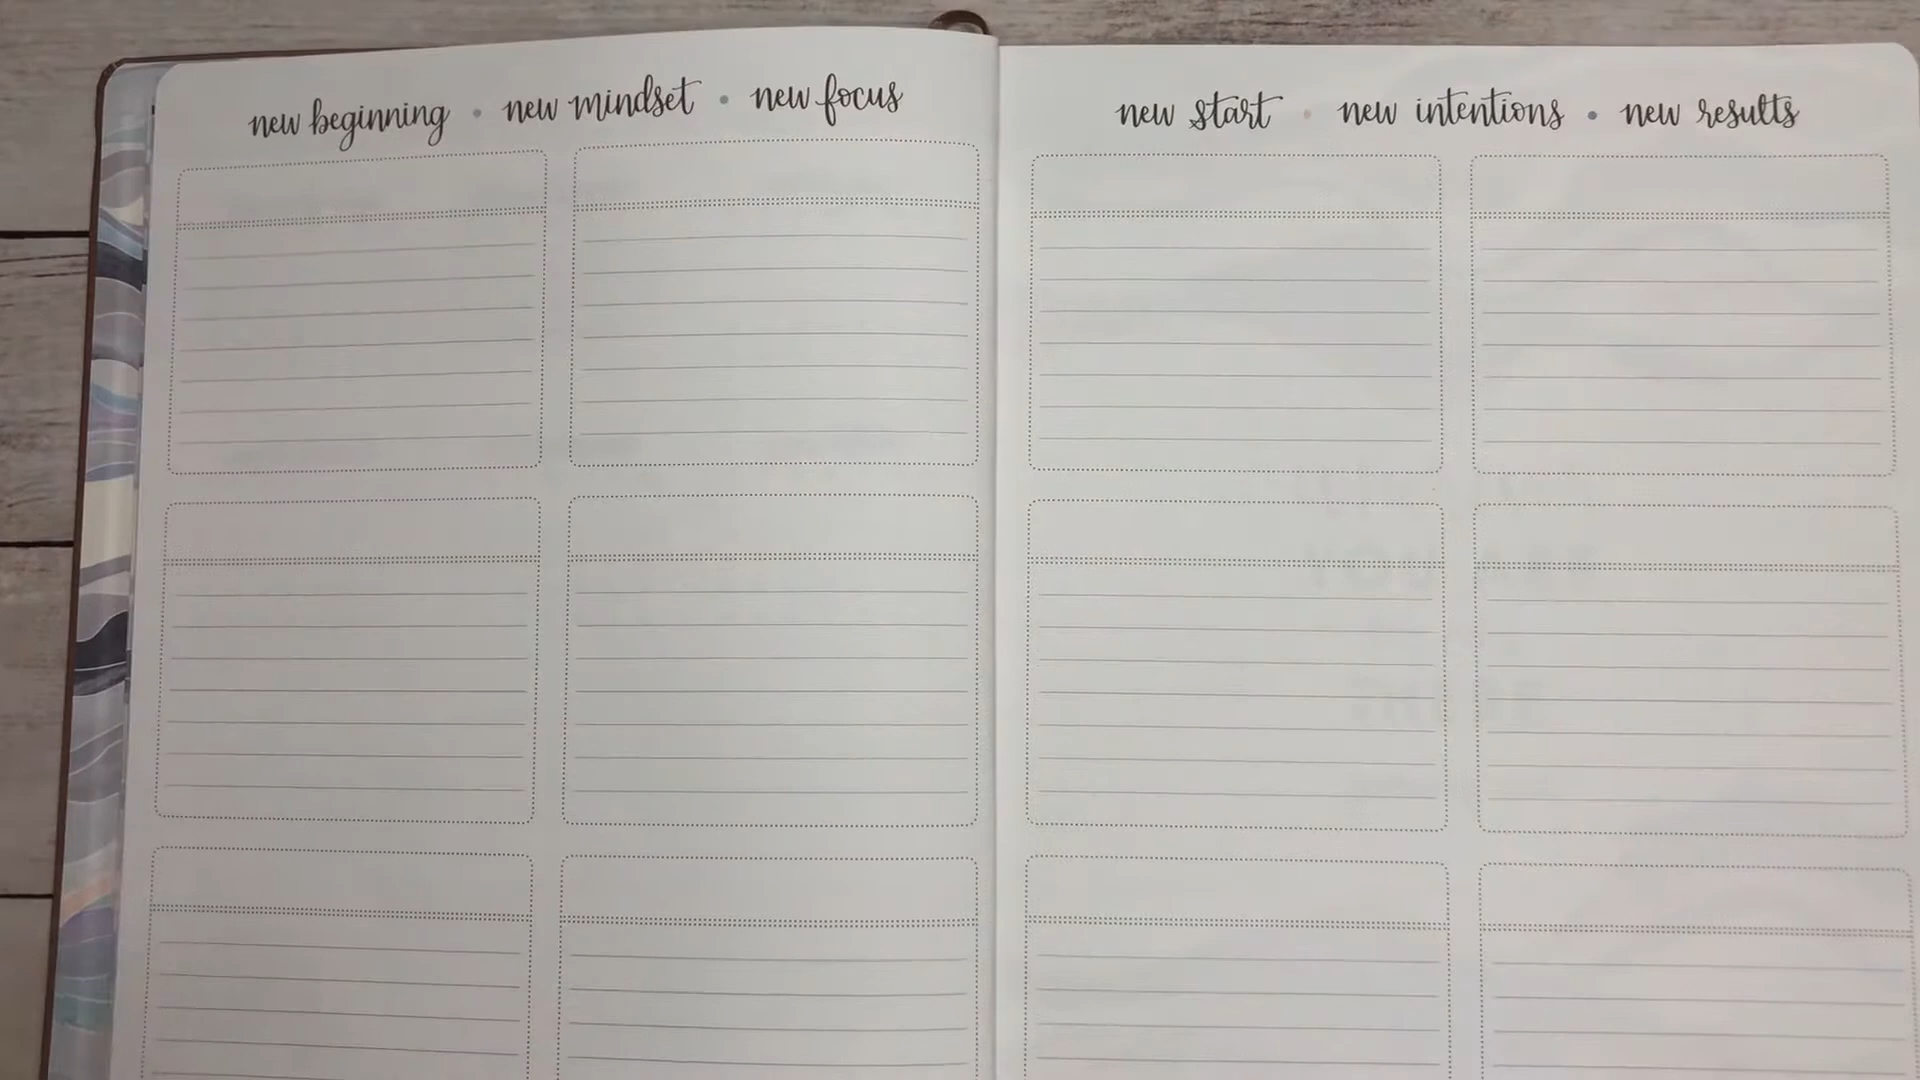 new beginning • new mindset • new focus
new start • new intentions • new results